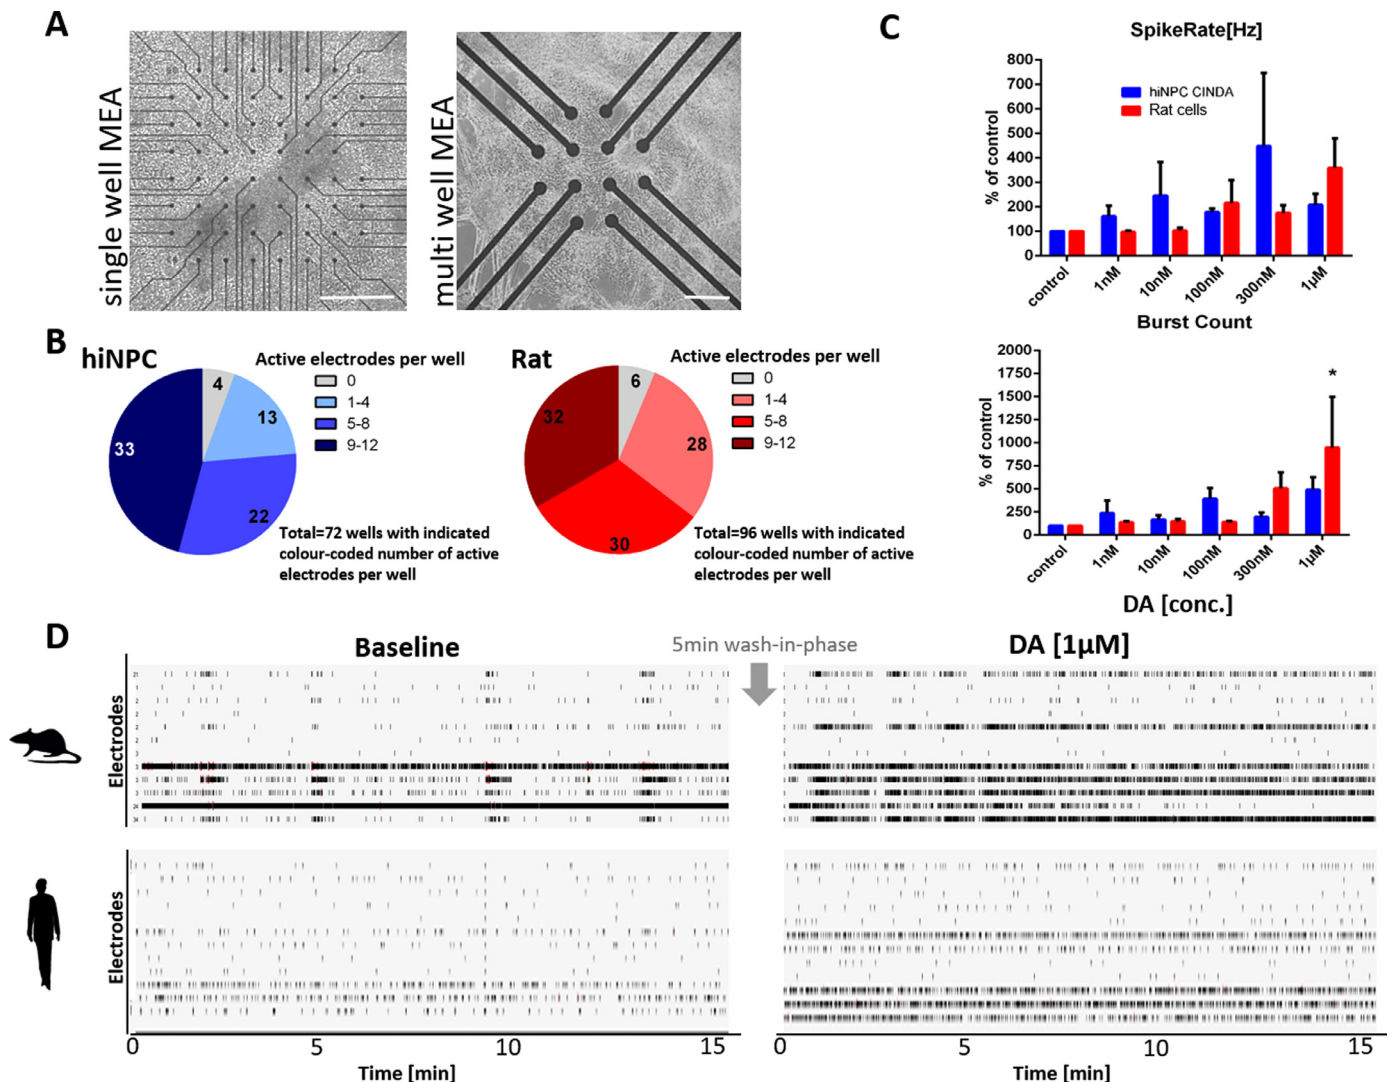 A
single well MEA
multi well MEA
B
hiNPC
Active electrodes per well
0
1-4
5-8
9-12
4
13
22
33
Total=72 wells with indicated
colour-coded number of active
electrodes per well
Rat
Active electrodes per well
0
1-4
5-8
9-12
6
28
30
32
Total=96 wells with indicated
colour-coded number of active
electrodes per well
C
SpikeRate[Hz]
% of control
800
700
600
500
400
300
200
100
0
hiNPC CINDA
Rat cells
control
1nM
10nM
100nM
300nM
1µM
Burst Count
% of control
2000
1750
1500
1250
1000
750
500
250
0
*
control
1nM
10nM
100nM
300nM
1µM
DA [conc.]
D
Baseline
5min wash-in-phase
DA [1µM]
Electrodes
Electrodes
0 5 10 15
Time [min]
0 5 10 15
Time [min]